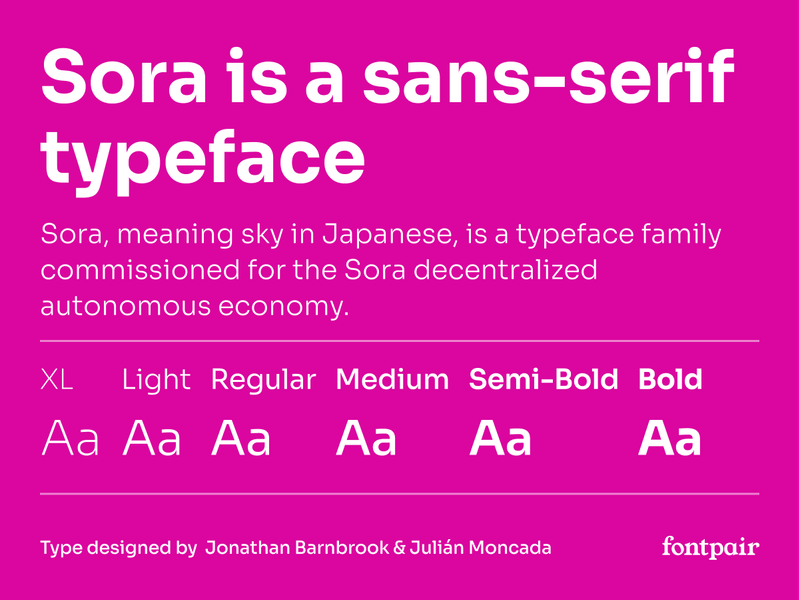 Sora is a sans-serif
typeface
Sora, meaning sky in Japanese, is a typeface family
commissioned for the Sora decentralized
autonomous economy.
XL Light Regular Medium Semi-Bold Bold
Aa Aa Aa Aa Aa Aa
Type designed by Jonathan Barnbrook & Julián Moncada
fontpair